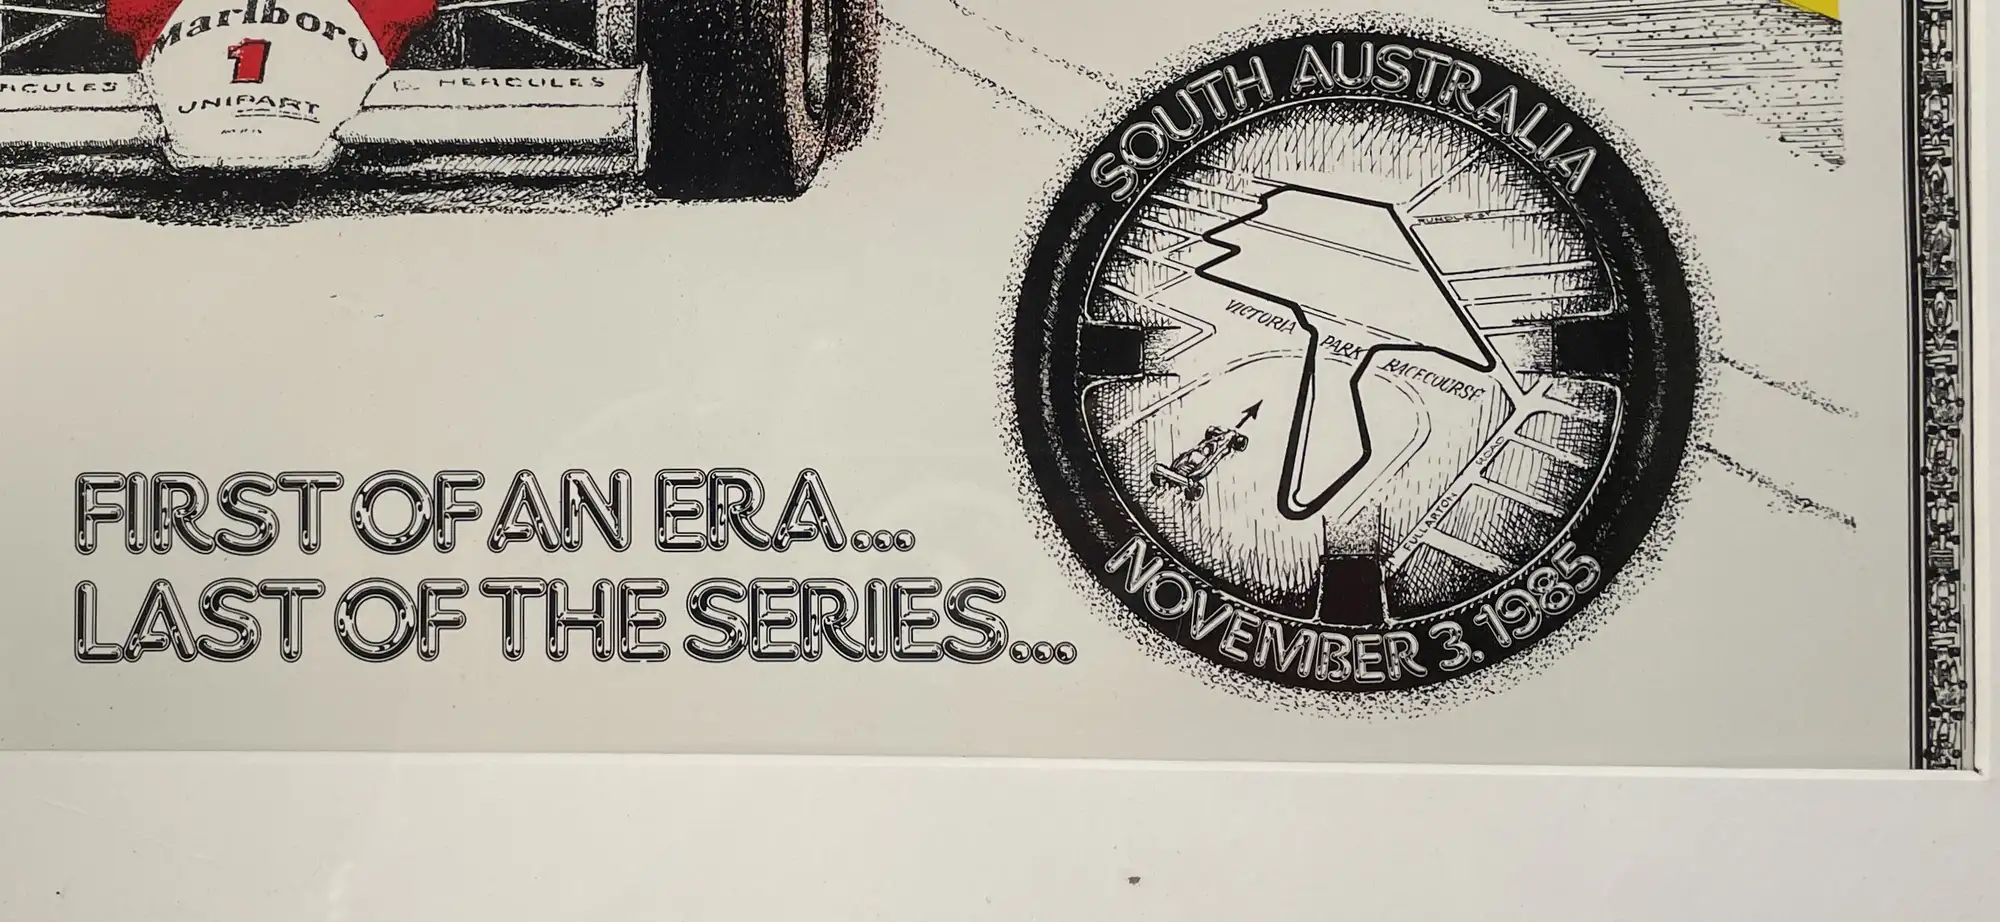 Marlboro
1
HERCULES
UNIPART
SOUTH AUSTRALIA
RUNDLE ST
VICTORIA PARK RACECOURSE
FULLARTON ROAD
NOVEMBER 3. 1985
FIRST OF AN ERA...
LAST OF THE SERIES...